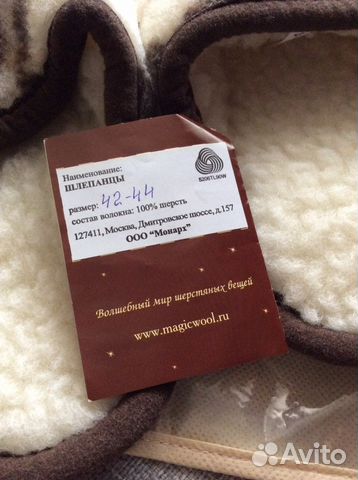 Наименование:
ШЛЕПАНЦЫ
размер: 42-44
состав волокна: 100% шерсть
127411, Москва, Дмитровское шоссе, д.157
ООО "Монарх"
Волшебный мир шерстяных вещей
www.magicwool.ru
Avito